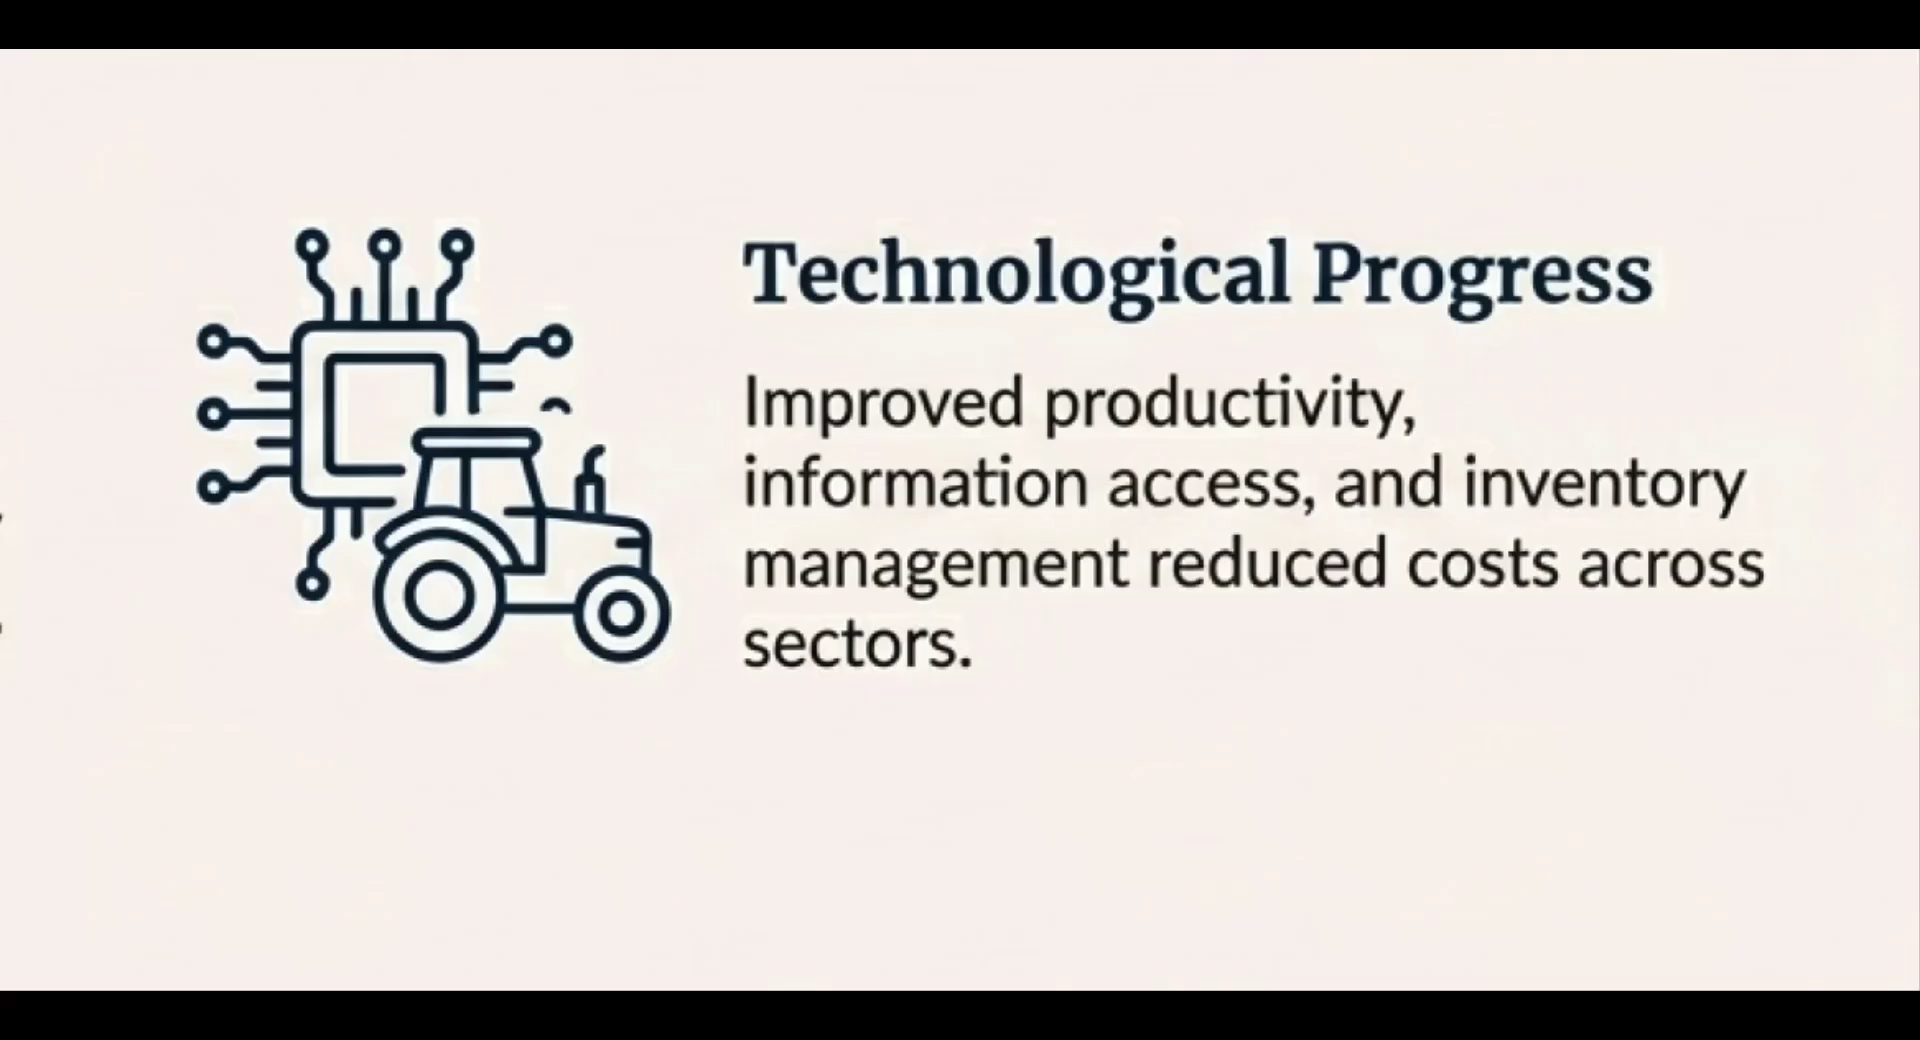 Technological Progress
Improved productivity,
information access, and inventory
management reduced costs across
sectors.